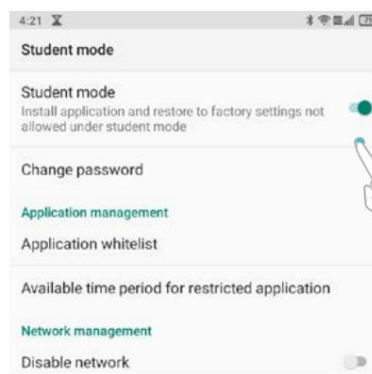 4:21
Student mode
Student mode
Install application and restore to factory settings not
allowed under student mode
Change password
Application management
Application whitelist
Available time period for restricted application
Network management
Disable network